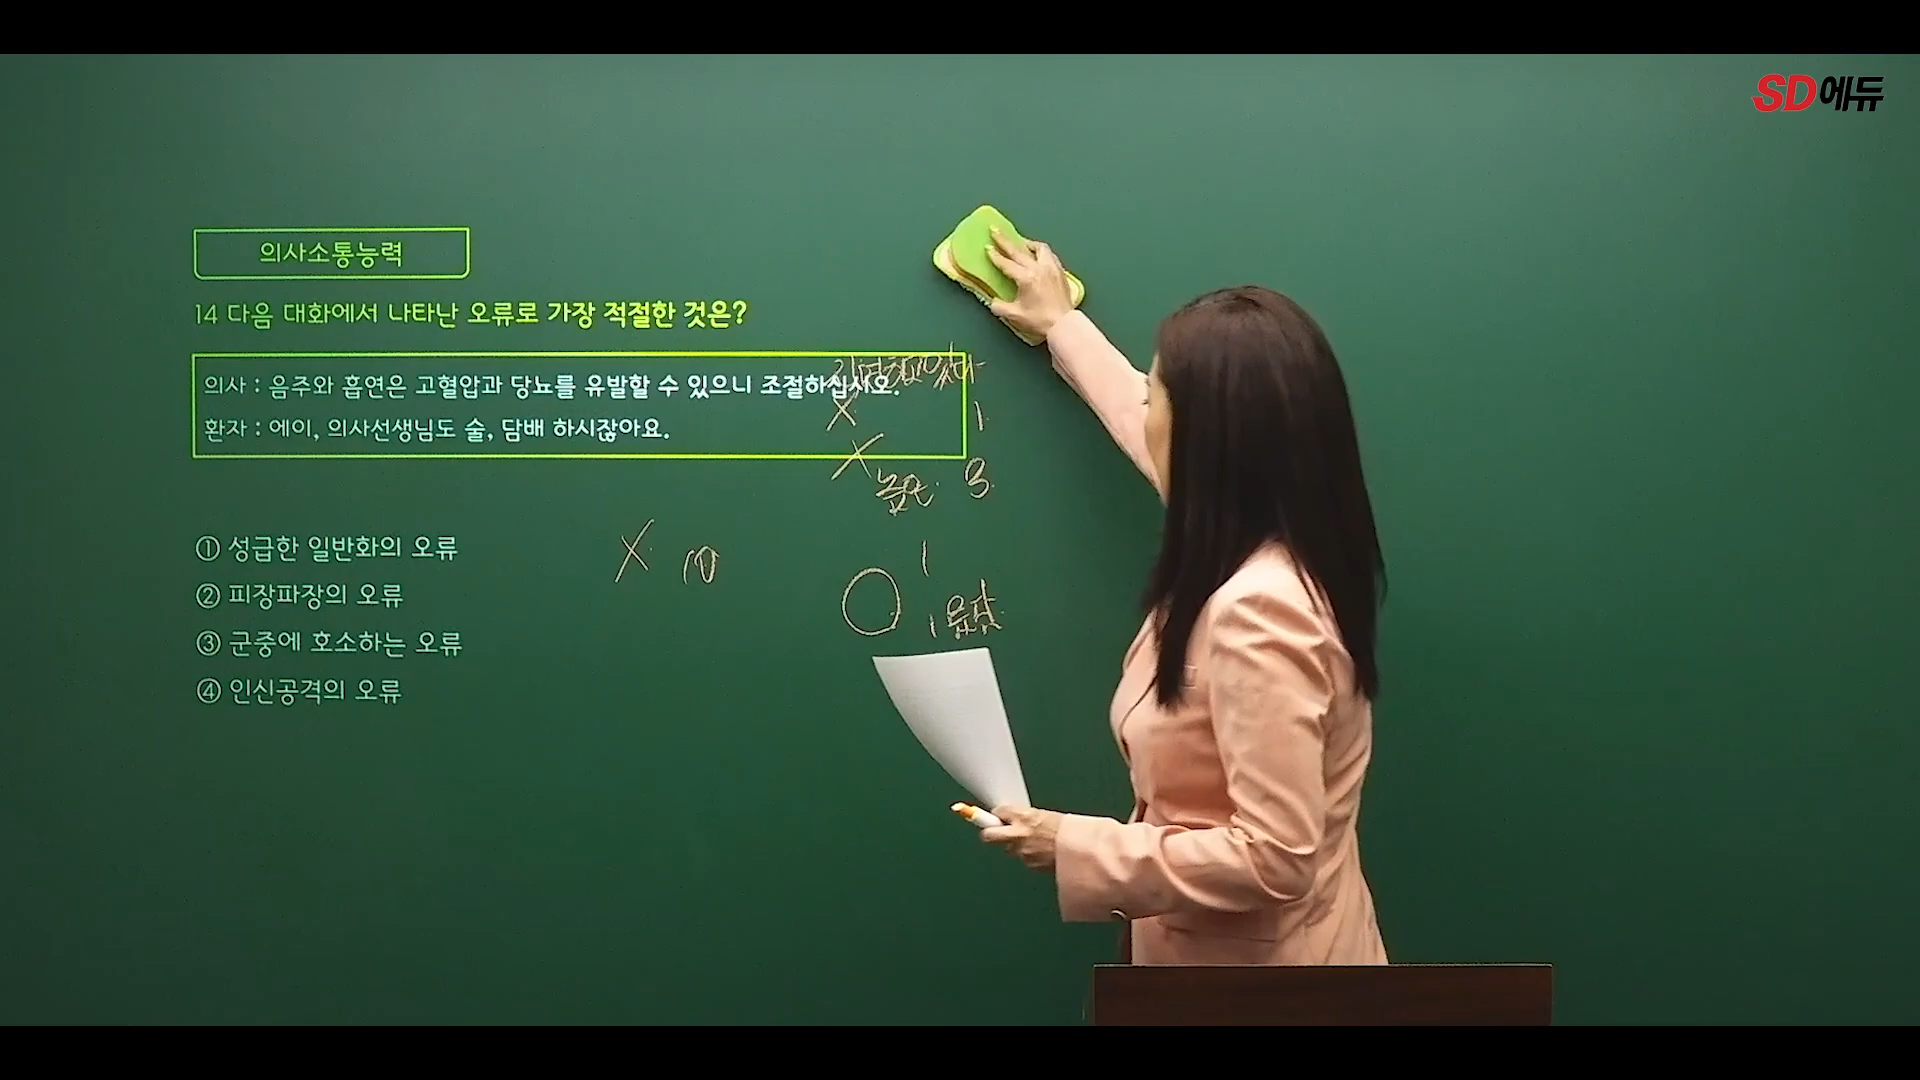 SD에듀
의사소통능력
14 다음 대화에서 나타난 오류로 가장 적절한 것은?
의사 : 음주와 흡연은 고혈압과 당뇨를 유발할 수 있으니 조절하십시오.
환자 : 에이, 의사선생님도 술, 담배 하시잖아요.
X 1
X 3
① 성급한 일반화의 오류
X 10
1
② 피장파장의 오류
1
③ 군중에 호소하는 오류
④ 인신공격의 오류